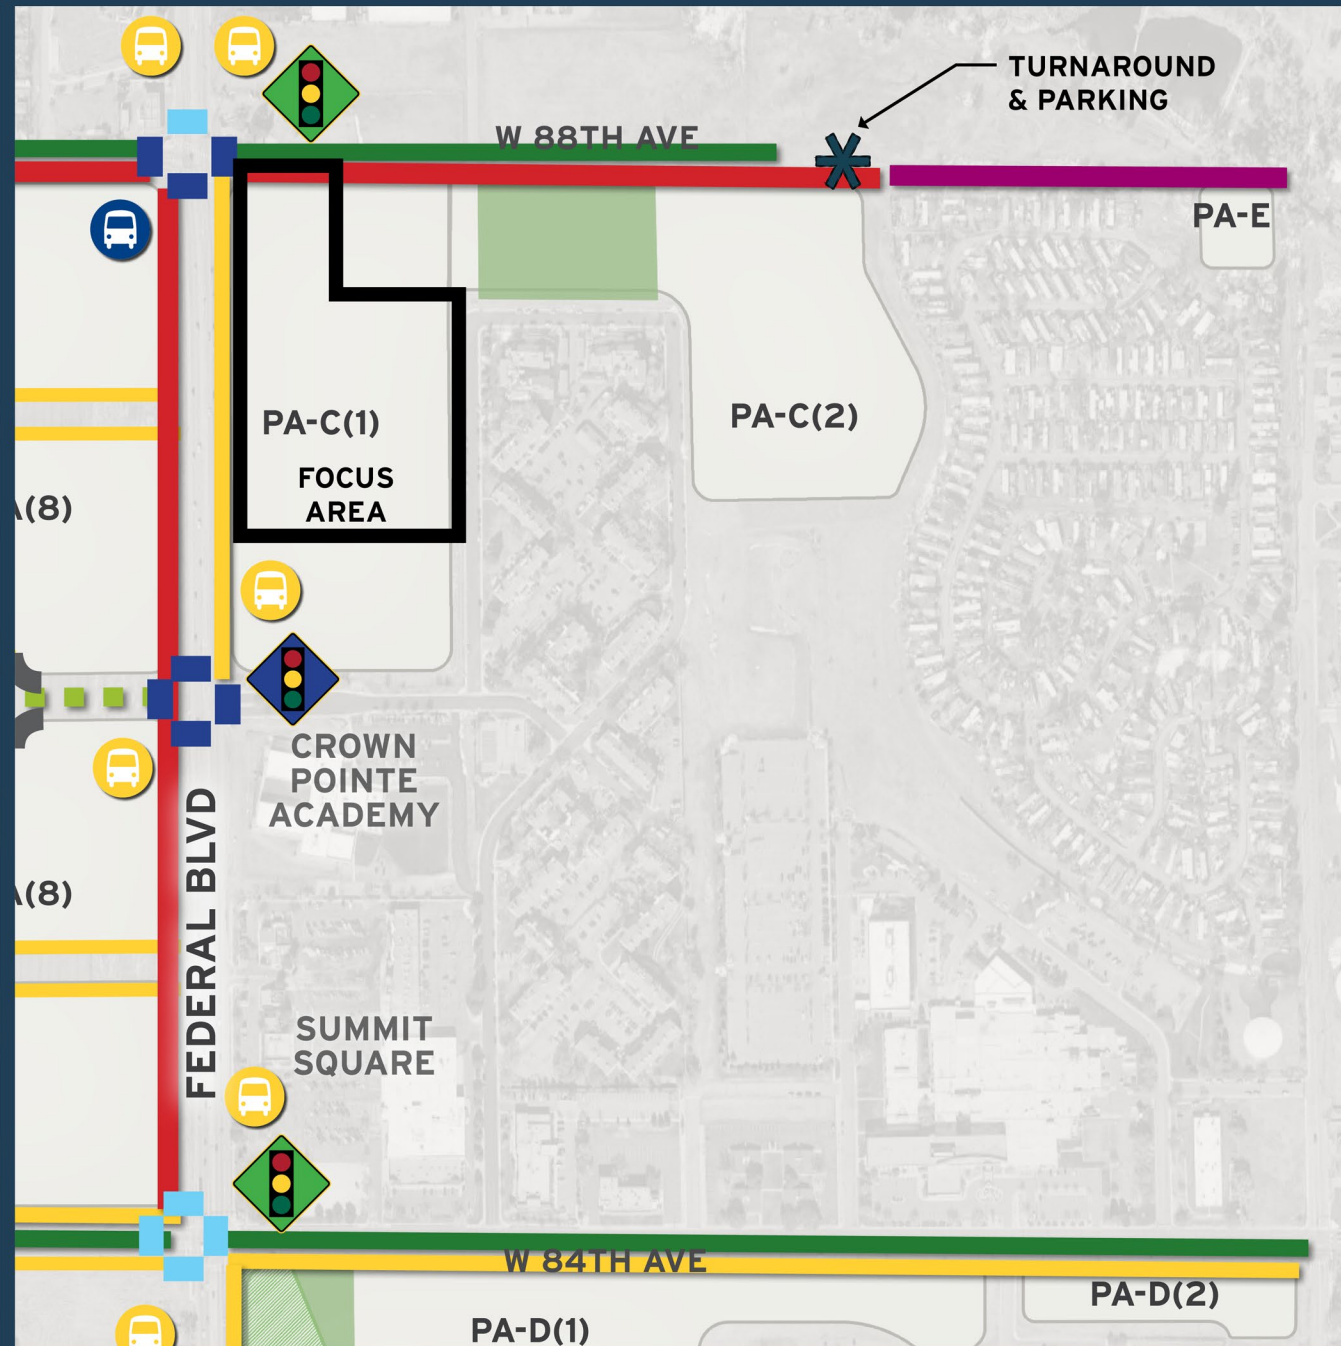 TURNAROUND
& PARKING
W 88TH AVE
PA-E
PA-C(1)
PA-C(2)
FOCUS
AREA
A(8)
CROWN
POINTE
ACADEMY
FEDERAL BLVD
A(8)
SUMMIT
SQUARE
W 84TH AVE
PA-D(2)
PA-D(1)